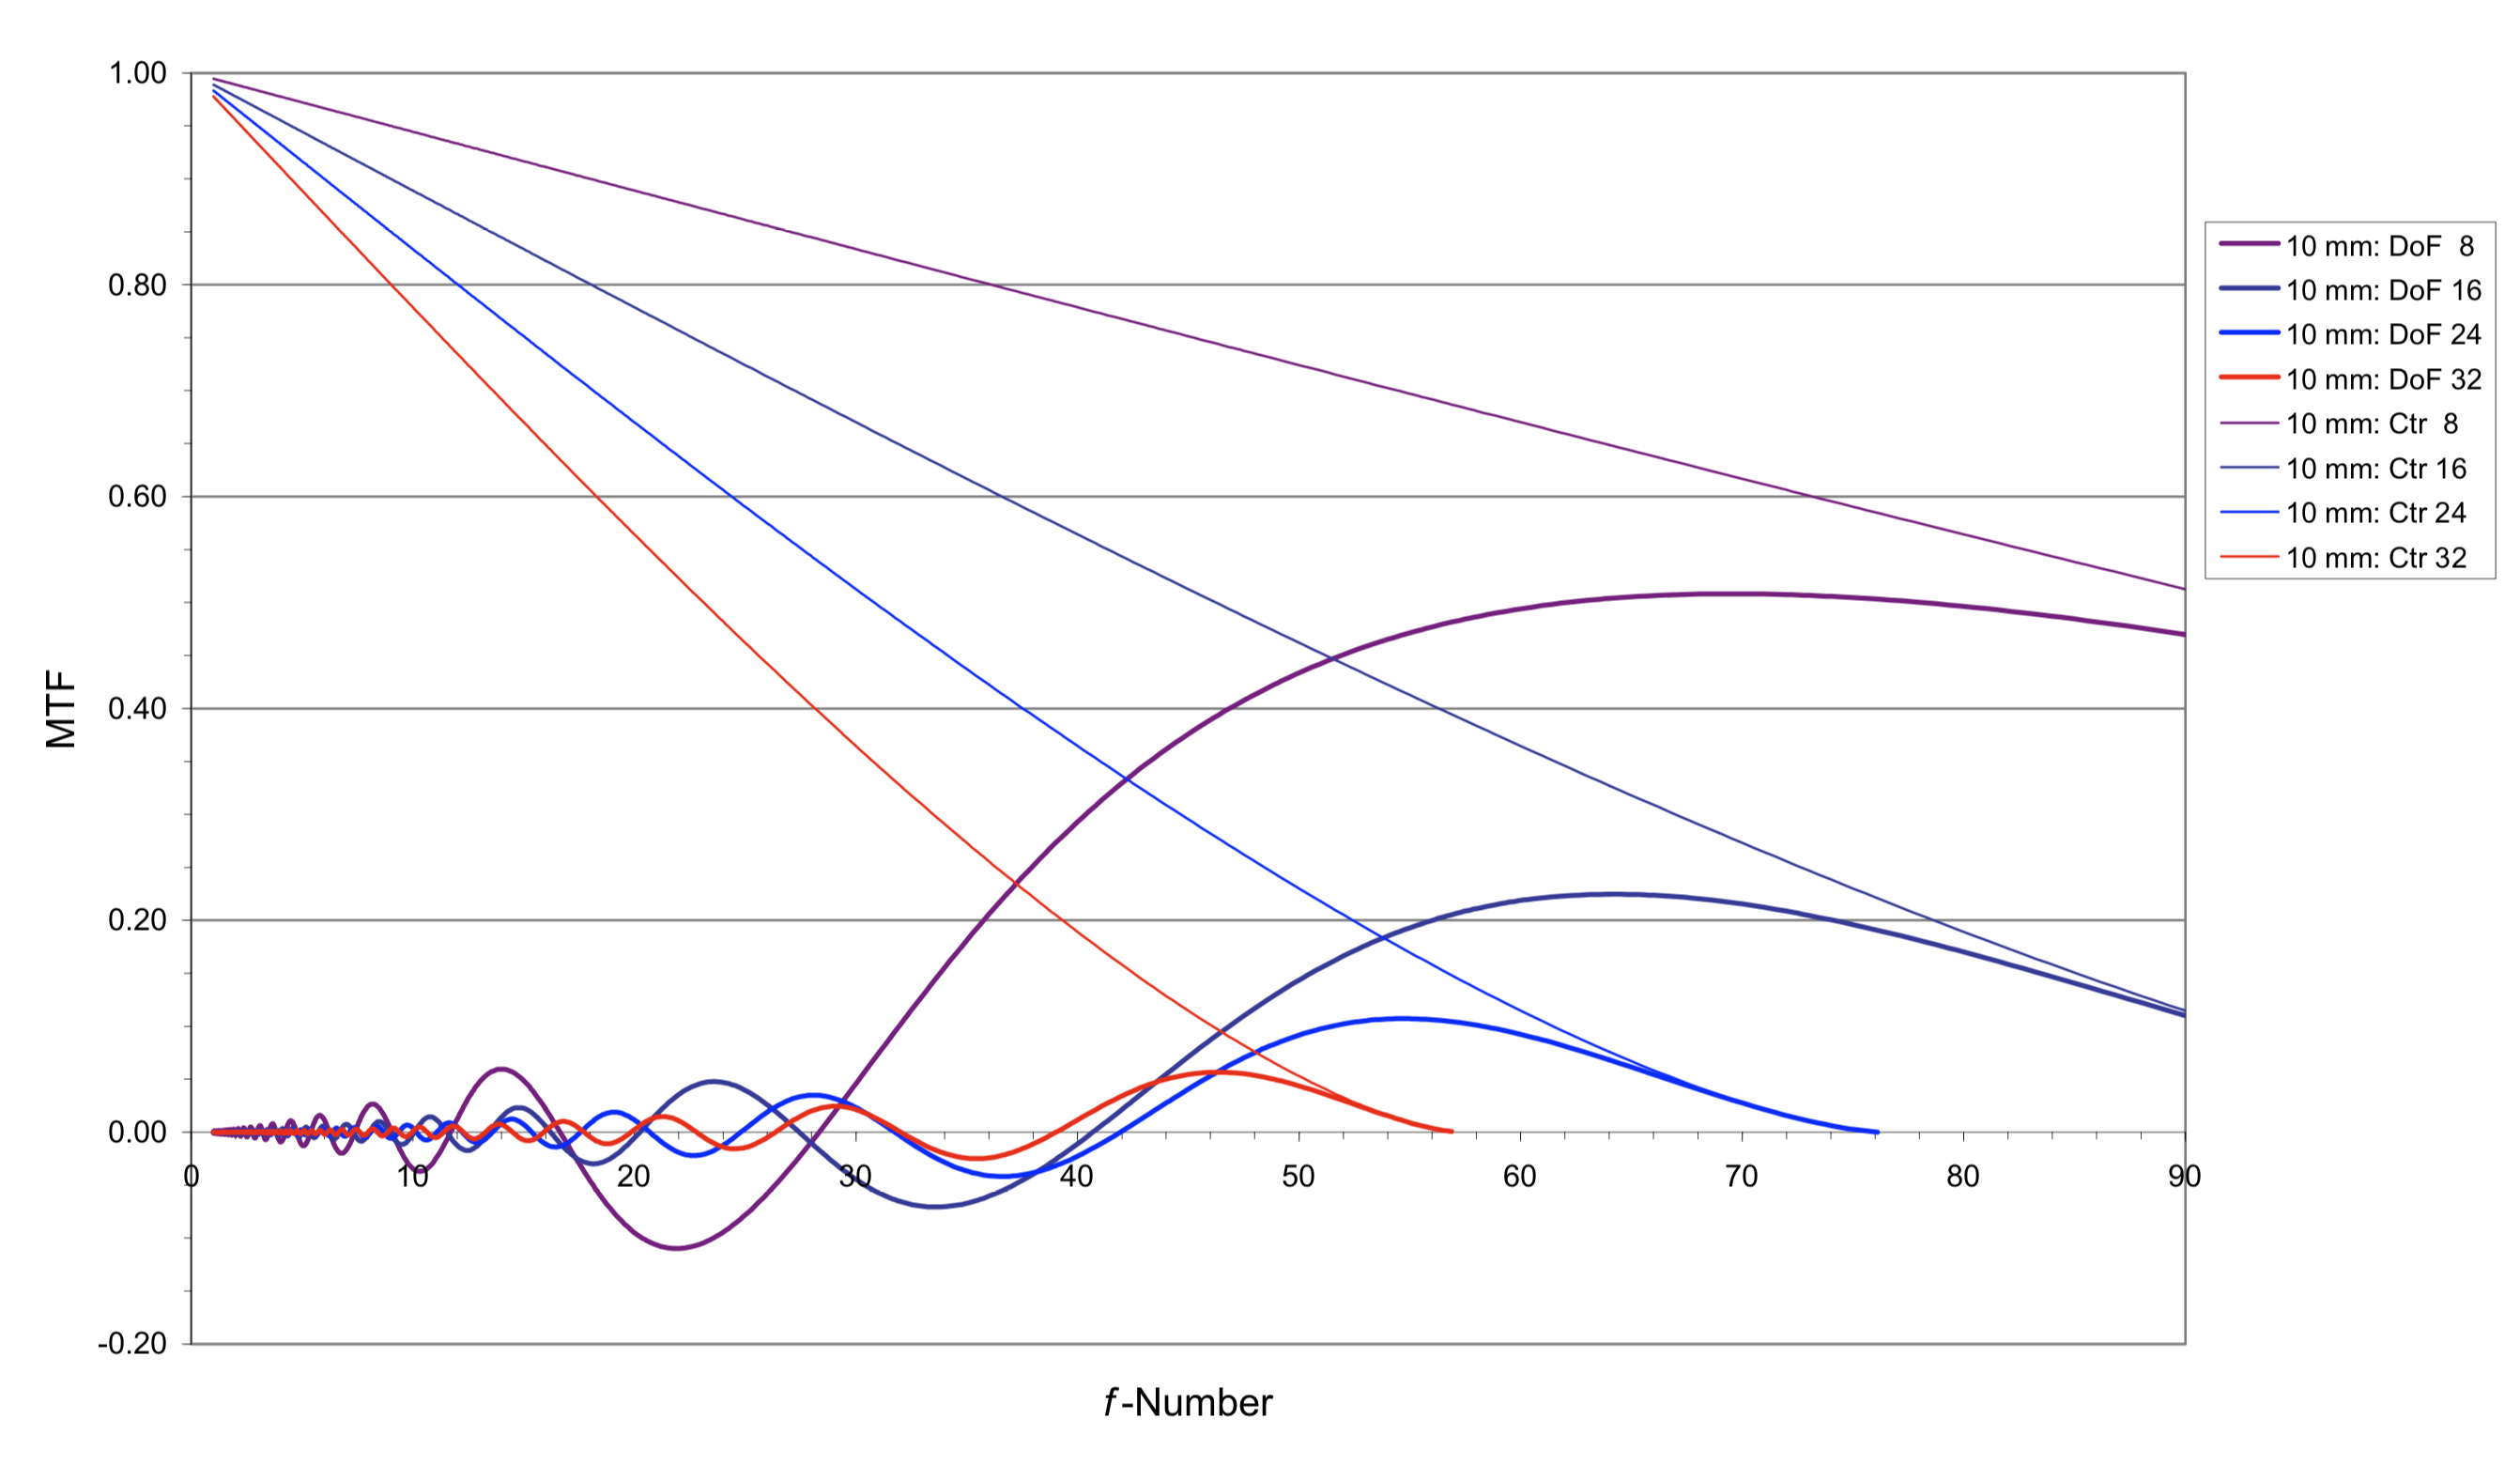 1.00
0.80
0.60
0.40
0.20
0.00
-0.20
MTF
0 10 20 30 40 50 60 70 80 90
f-Number
10 mm: DoF 8
10 mm: DoF 16
10 mm: DoF 24
10 mm: DoF 32
10 mm: Ctr 8
10 mm: Ctr 16
10 mm: Ctr 24
10 mm: Ctr 32